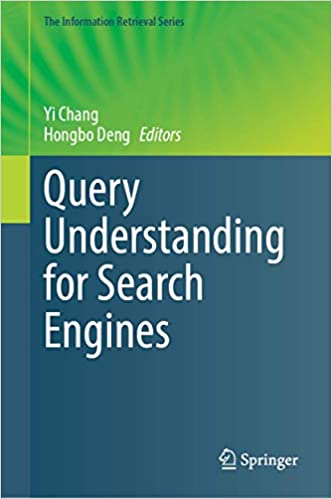 The Information Retrieval Series
Yi Chang
Hongbo Deng Editors
Query
Understanding
for Search
Engines
Springer